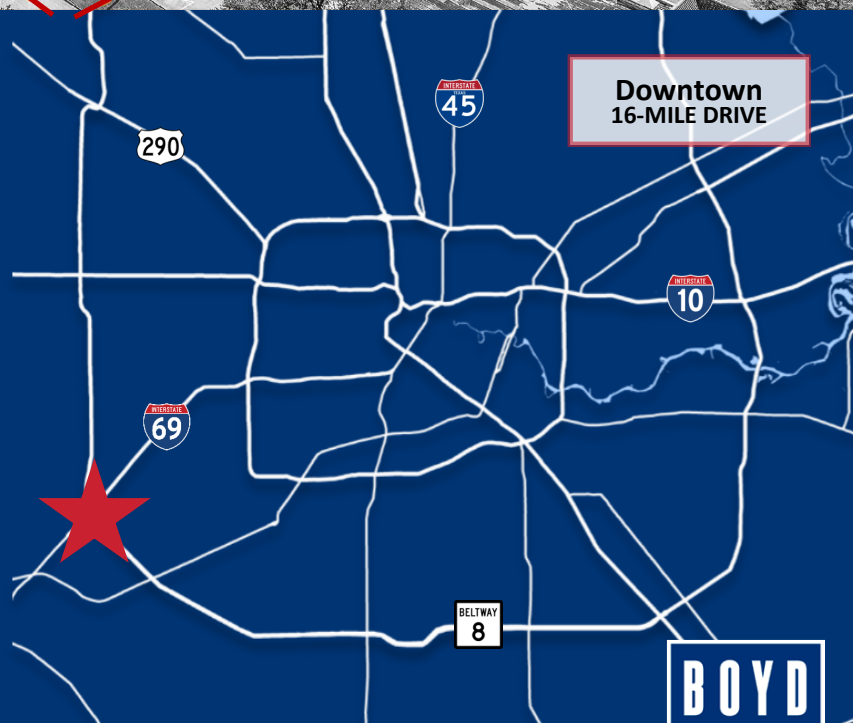 INTERSTATE
TEXAS
45
Downtown
16-MILE DRIVE
290
INTERSTATE
10
INTERSTATE
69
BELTWAY
8
BOYD